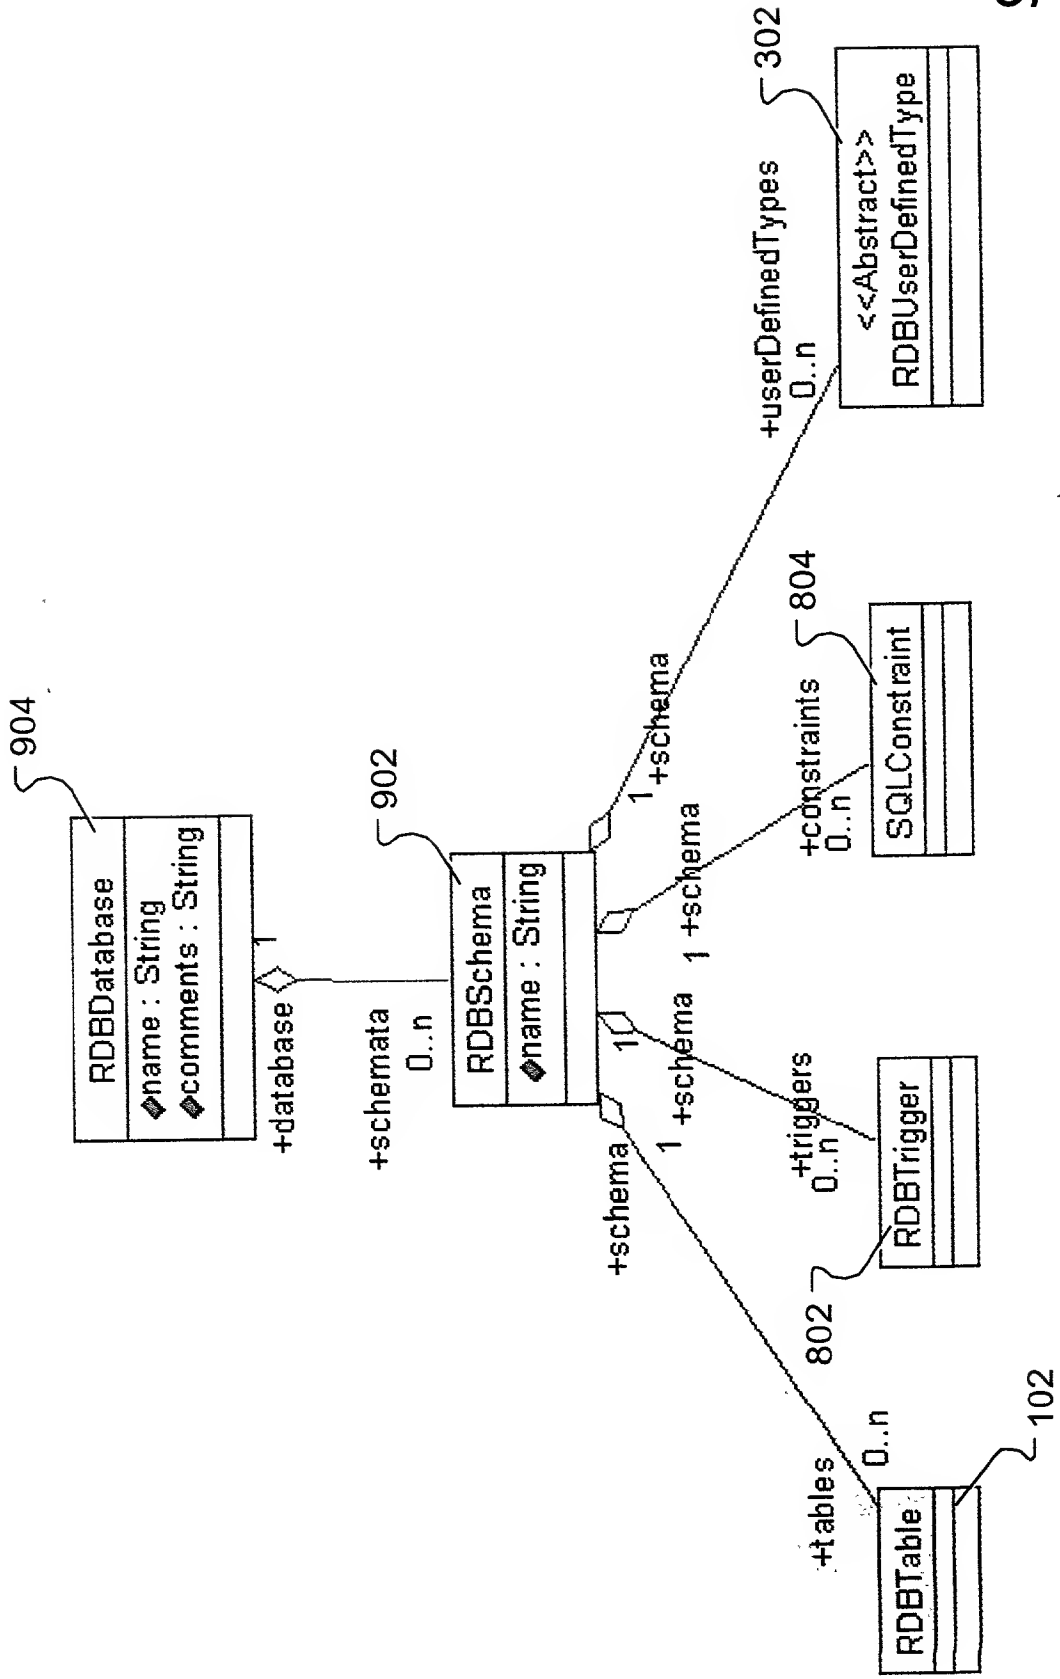 904
RDBDatabase
name : String
comments : String
1
+database
+schemata
0..n
902
RDBSchema
name : String
+schema
1
+schema
1
1 +schema
1
+schema
+tables
0..n
RDBTable
102
+triggers
0..n
802
RDBTrigger
+constraints
0..n
804
SQLConstraint
+userDefinedTypes
0..n
302
<<Abstract>>
RDBUserDefinedType